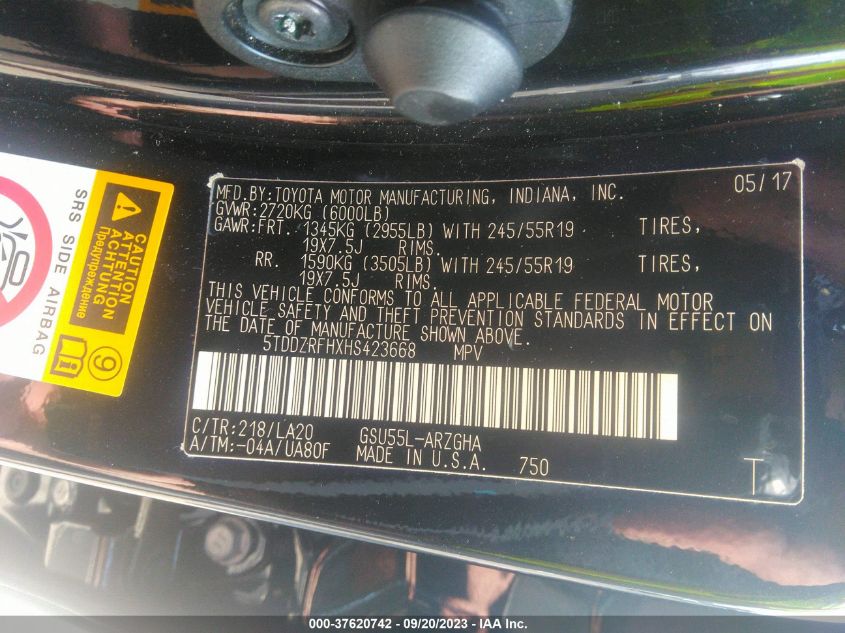 MFD.BY:TOYOTA MOTOR MANUFACTURING, INDIANA, INC. 05/17
GVWR:2720KG (6000LB)
GAWR:FRT. 1345KG (2955LB) WITH 245/55R19 TIRES,
19X7.5J RIMS.
RR. 1590KG (3505LB) WITH 245/55R19 TIRES,
19X7.5J RIMS.
THIS VEHICLE CONFORMS TO ALL APPLICABLE FEDERAL MOTOR
VEHICLE SAFETY AND THEFT PREVENTION STANDARDS IN EFFECT ON
THE DATE OF MANUFACTURE SHOWN ABOVE.
5TDDZRFHXHS423668 MPV
C/TR:218/LA20 GSU55L-ARZGHA
A/TM:-04A/UA80F MADE IN U.S.A. 750 T
SRS SIDE AIRBAG
CAUTION
ATTENTION
ACHTUNG
Предупреждение
9
000-37620742 - 09/20/2023 - IAA Inc.